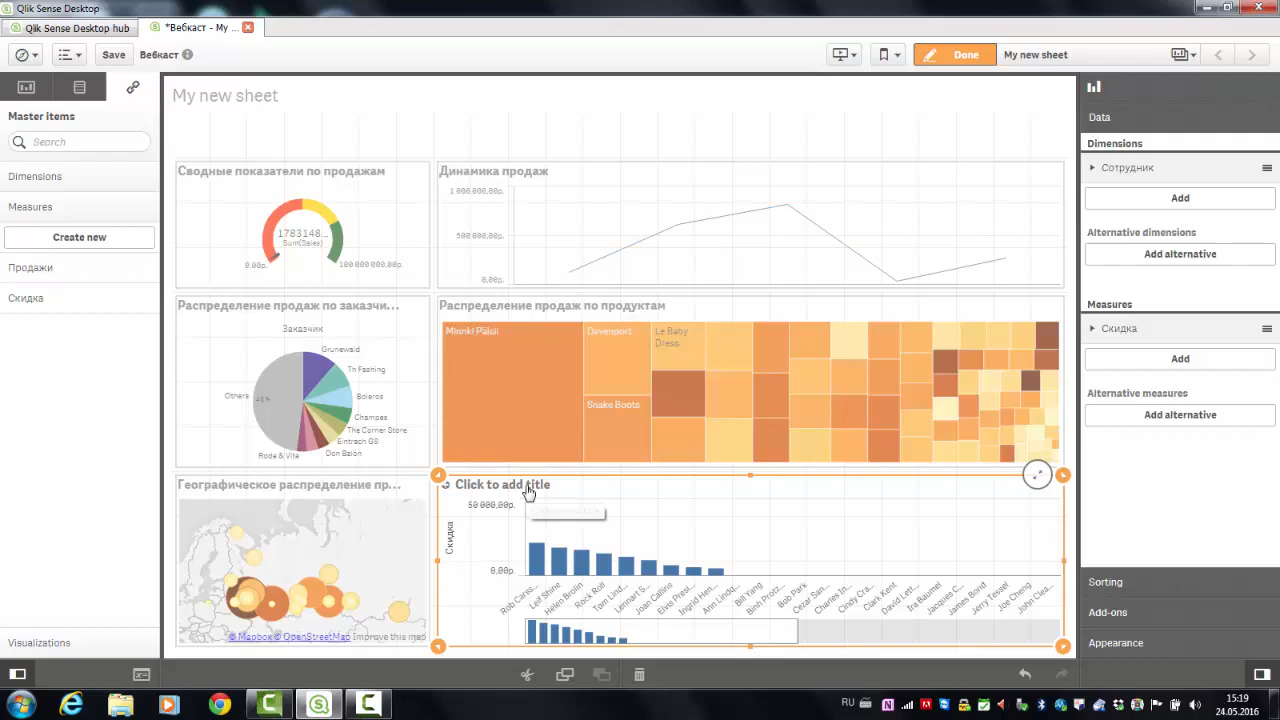 Qlik Sense Desktop
Qlik Sense Desktop hub
*Вебкаст - My ...
Save
Вебкаст
Done
My new sheet
Master items
Search
Dimensions
Measures
Create new
Продажи
Скидка
Visualizations
My new sheet
Сводные показатели по продажам
1783148...
Sum(Sales)
0.00р.
100 000 000,00р.
Динамика продаж
1 000 000,00р.
500 000,00р.
0,00р.
Распределение продаж по заказчи...
Заказчик
Grunewald
Th Fashing
Boleros
Champes
The Corner Store
Eintrach GS
Don Balón
Rode & Vite
Others
46%
Распределение продаж по продуктам
Minnki Pälsii
Davenport
Le Baby
Dress
Snake Boots
Географическое распределение пр...
© Mapbox © OpenStreetMap Improve this map
Click to add title
50 000,00р.
Скидка
0,00р.
Rob Cars...
Leif Shine
Helen Brolin
Rock Roll
Tom Lind...
Lennart S...
Joan Callins
Elvis Presl...
Ingrid Hen...
Ann Lindq...
Bill Yang
Binh Protz...
Bob Park
Cezar San...
Charles In...
Cindy Cra...
Clark Kent
David Lett...
Ira Baumel
Jacques C...
James Bond
Jerry Tessel
John Clea...
Data
Dimensions
Сотрудник
Add
Alternative dimensions
Add alternative
Measures
Скидка
Add
Alternative measures
Add alternative
Sorting
Add-ons
Appearance
RU
15:19
24.05.2016